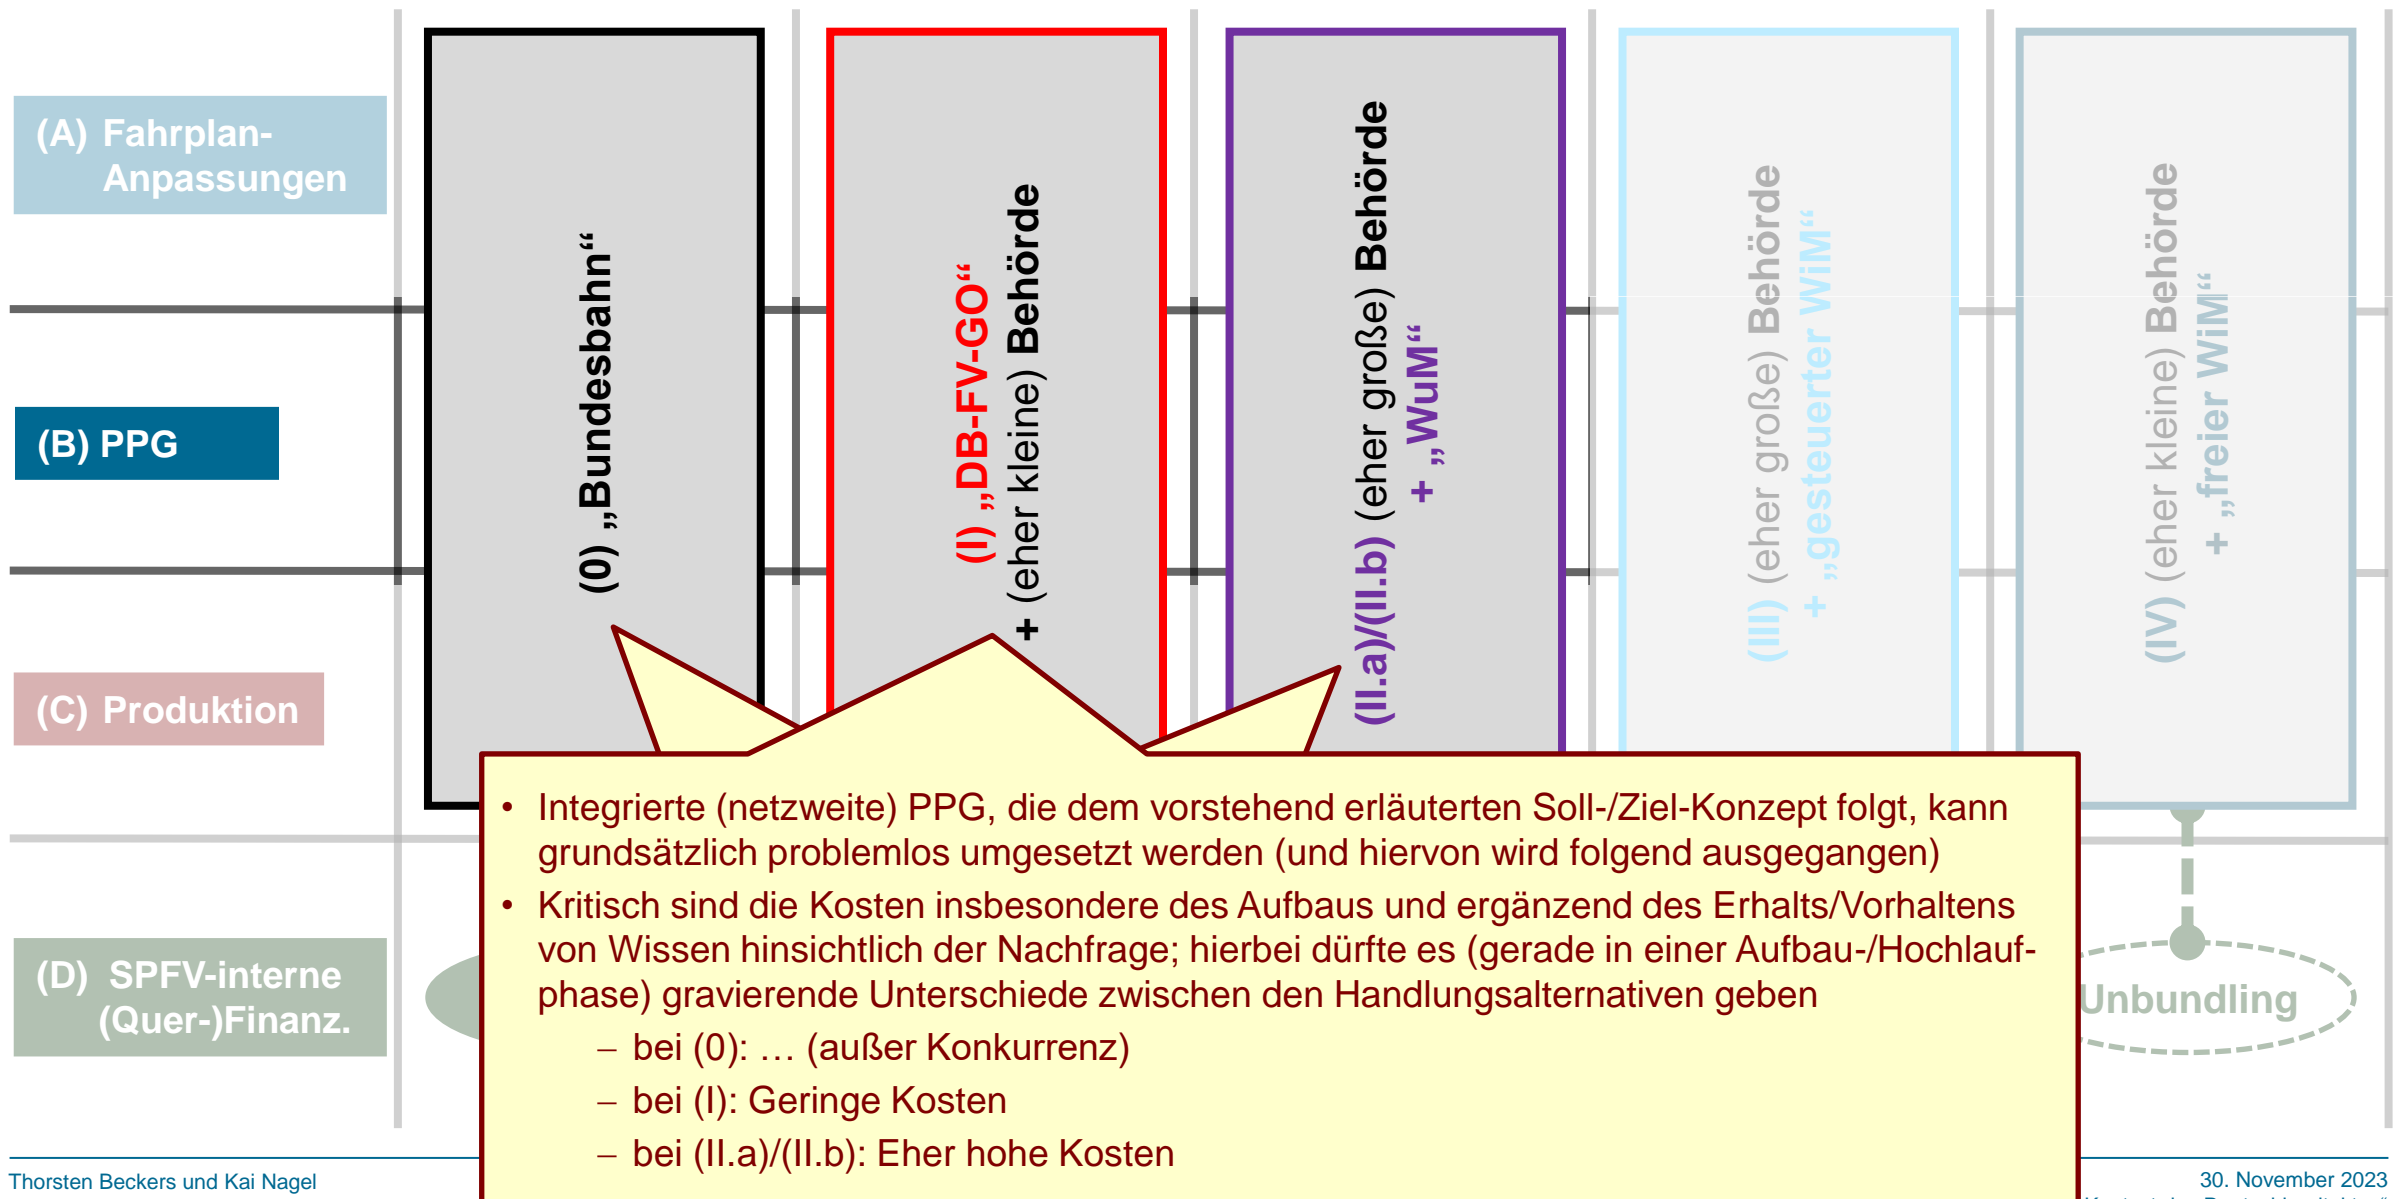 (A) Fahrplan-
Anpassungen
(B) PPG
(C) Produktion
(D) SPFV-interne
(Quer-)Finanz.
(0) „Bundesbahn“
(I) „DB-FV-GO“
+ (eher kleine) Behörde
(II.a)/(II.b) (eher große) Behörde
+ „WuM“
(III) (eher große) Behörde
+ „gesteuerter WiM“
(IV) (eher kleine) Behörde
+ „freier WiM“
• Integrierte (netzweite) PPG, die dem vorstehend erläuterten Soll-/Ziel-Konzept folgt, kann
grundsätzlich problemlos umgesetzt werden (und hiervon wird folgend ausgegangen)
• Kritisch sind die Kosten insbesondere des Aufbaus und ergänzend des Erhalts/Vorhaltens
von Wissen hinsichtlich der Nachfrage; hierbei dürfte es (gerade in einer Aufbau-/Hochlauf-
phase) gravierende Unterschiede zwischen den Handlungsalternativen geben
– bei (0): … (außer Konkurrenz)
– bei (I): Geringe Kosten
– bei (II.a)/(II.b): Eher hohe Kosten
Unbundling
Thorsten Beckers und Kai Nagel
30. November 2023